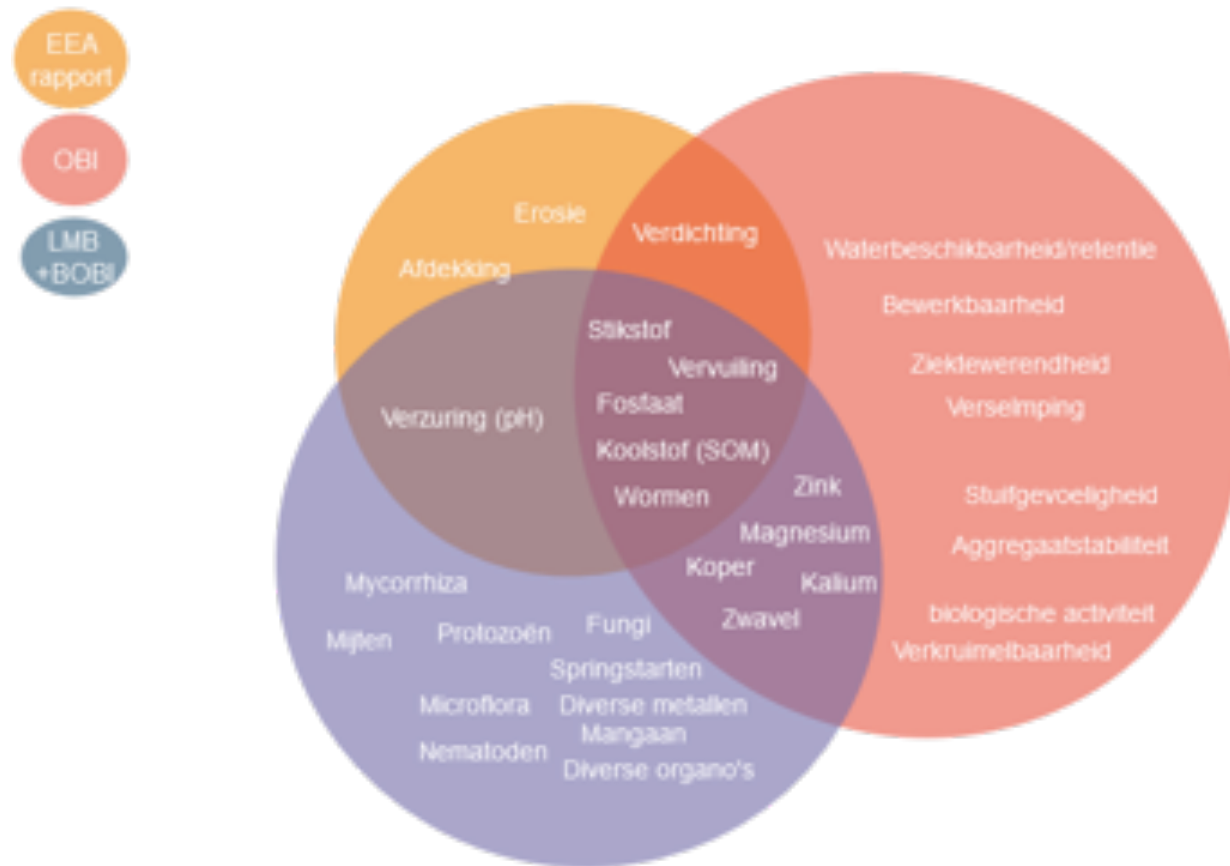 EEA
rapport
OBI
LMB
+BOBI
Erosie
Afdekking
Verdichting
Waterbeschikbarheid/retentie
Bewerkbaarheid
Ziektewerendheid
Verselmping
Stuifgevoeligheid
Aggregaatstabiliteit
biologische activiteit
Verkruimelbaarheid
Stikstof
Vervuiling
Fosfaat
Koolstof (SOM)
Wormen
Verzuring (pH)
Zink
Magnesium
Koper
Kalium
Zwavel
Mycorrhiza
Mijten
Protozoën
Fungi
Springstarten
Microflora
Diverse metallen
Mangaan
Nematoden
Diverse organo's